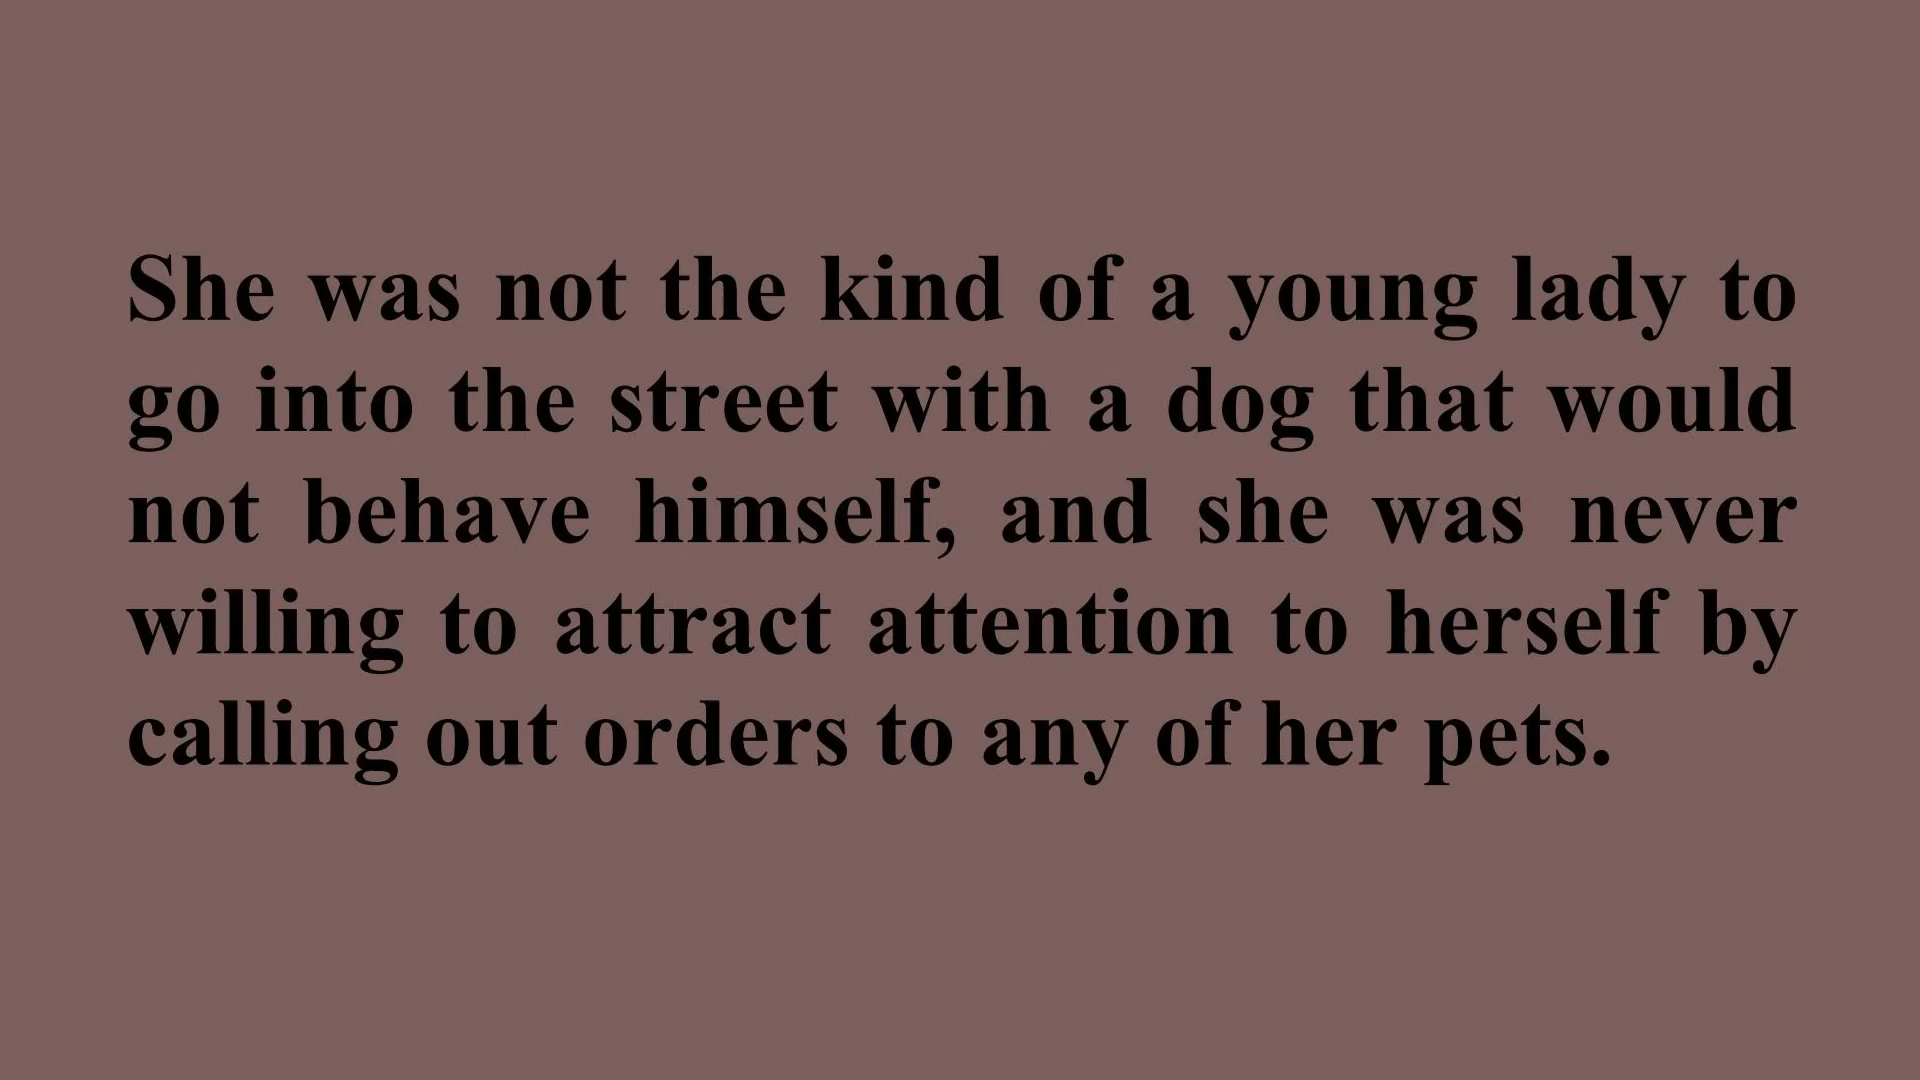 She was not the kind of a young lady to
go into the street with a dog that would
not behave himself, and she was never
willing to attract attention to herself by
calling out orders to any of her pets.